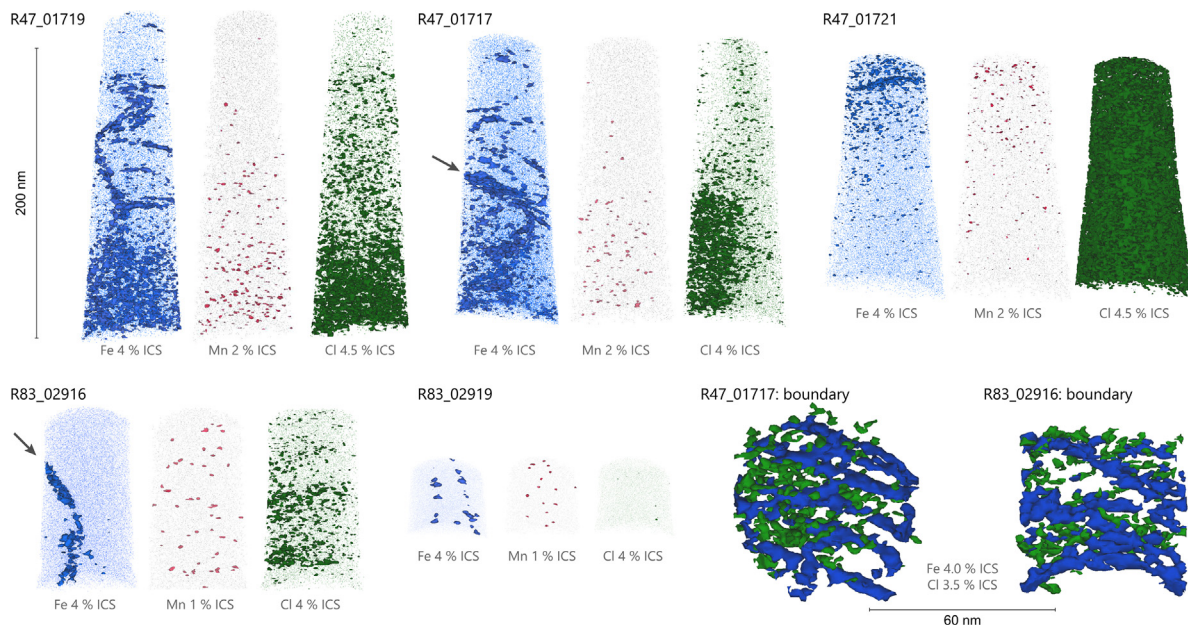 R47_01719
R47_01717
R47_01721
200 nm
Fe 4 % ICS
Mn 2 % ICS
Cl 4.5 % ICS
Fe 4 % ICS
Mn 2 % ICS
Cl 4 % ICS
Fe 4 % ICS
Mn 2 % ICS
Cl 4.5 % ICS
R83_02916
R83_02919
R47_01717: boundary
R83_02916: boundary
Fe 4 % ICS
Mn 1 % ICS
Cl 4 % ICS
Fe 4 % ICS
Mn 1 % ICS
Cl 4 % ICS
Fe 4.0 % ICS
Cl 3.5 % ICS
60 nm